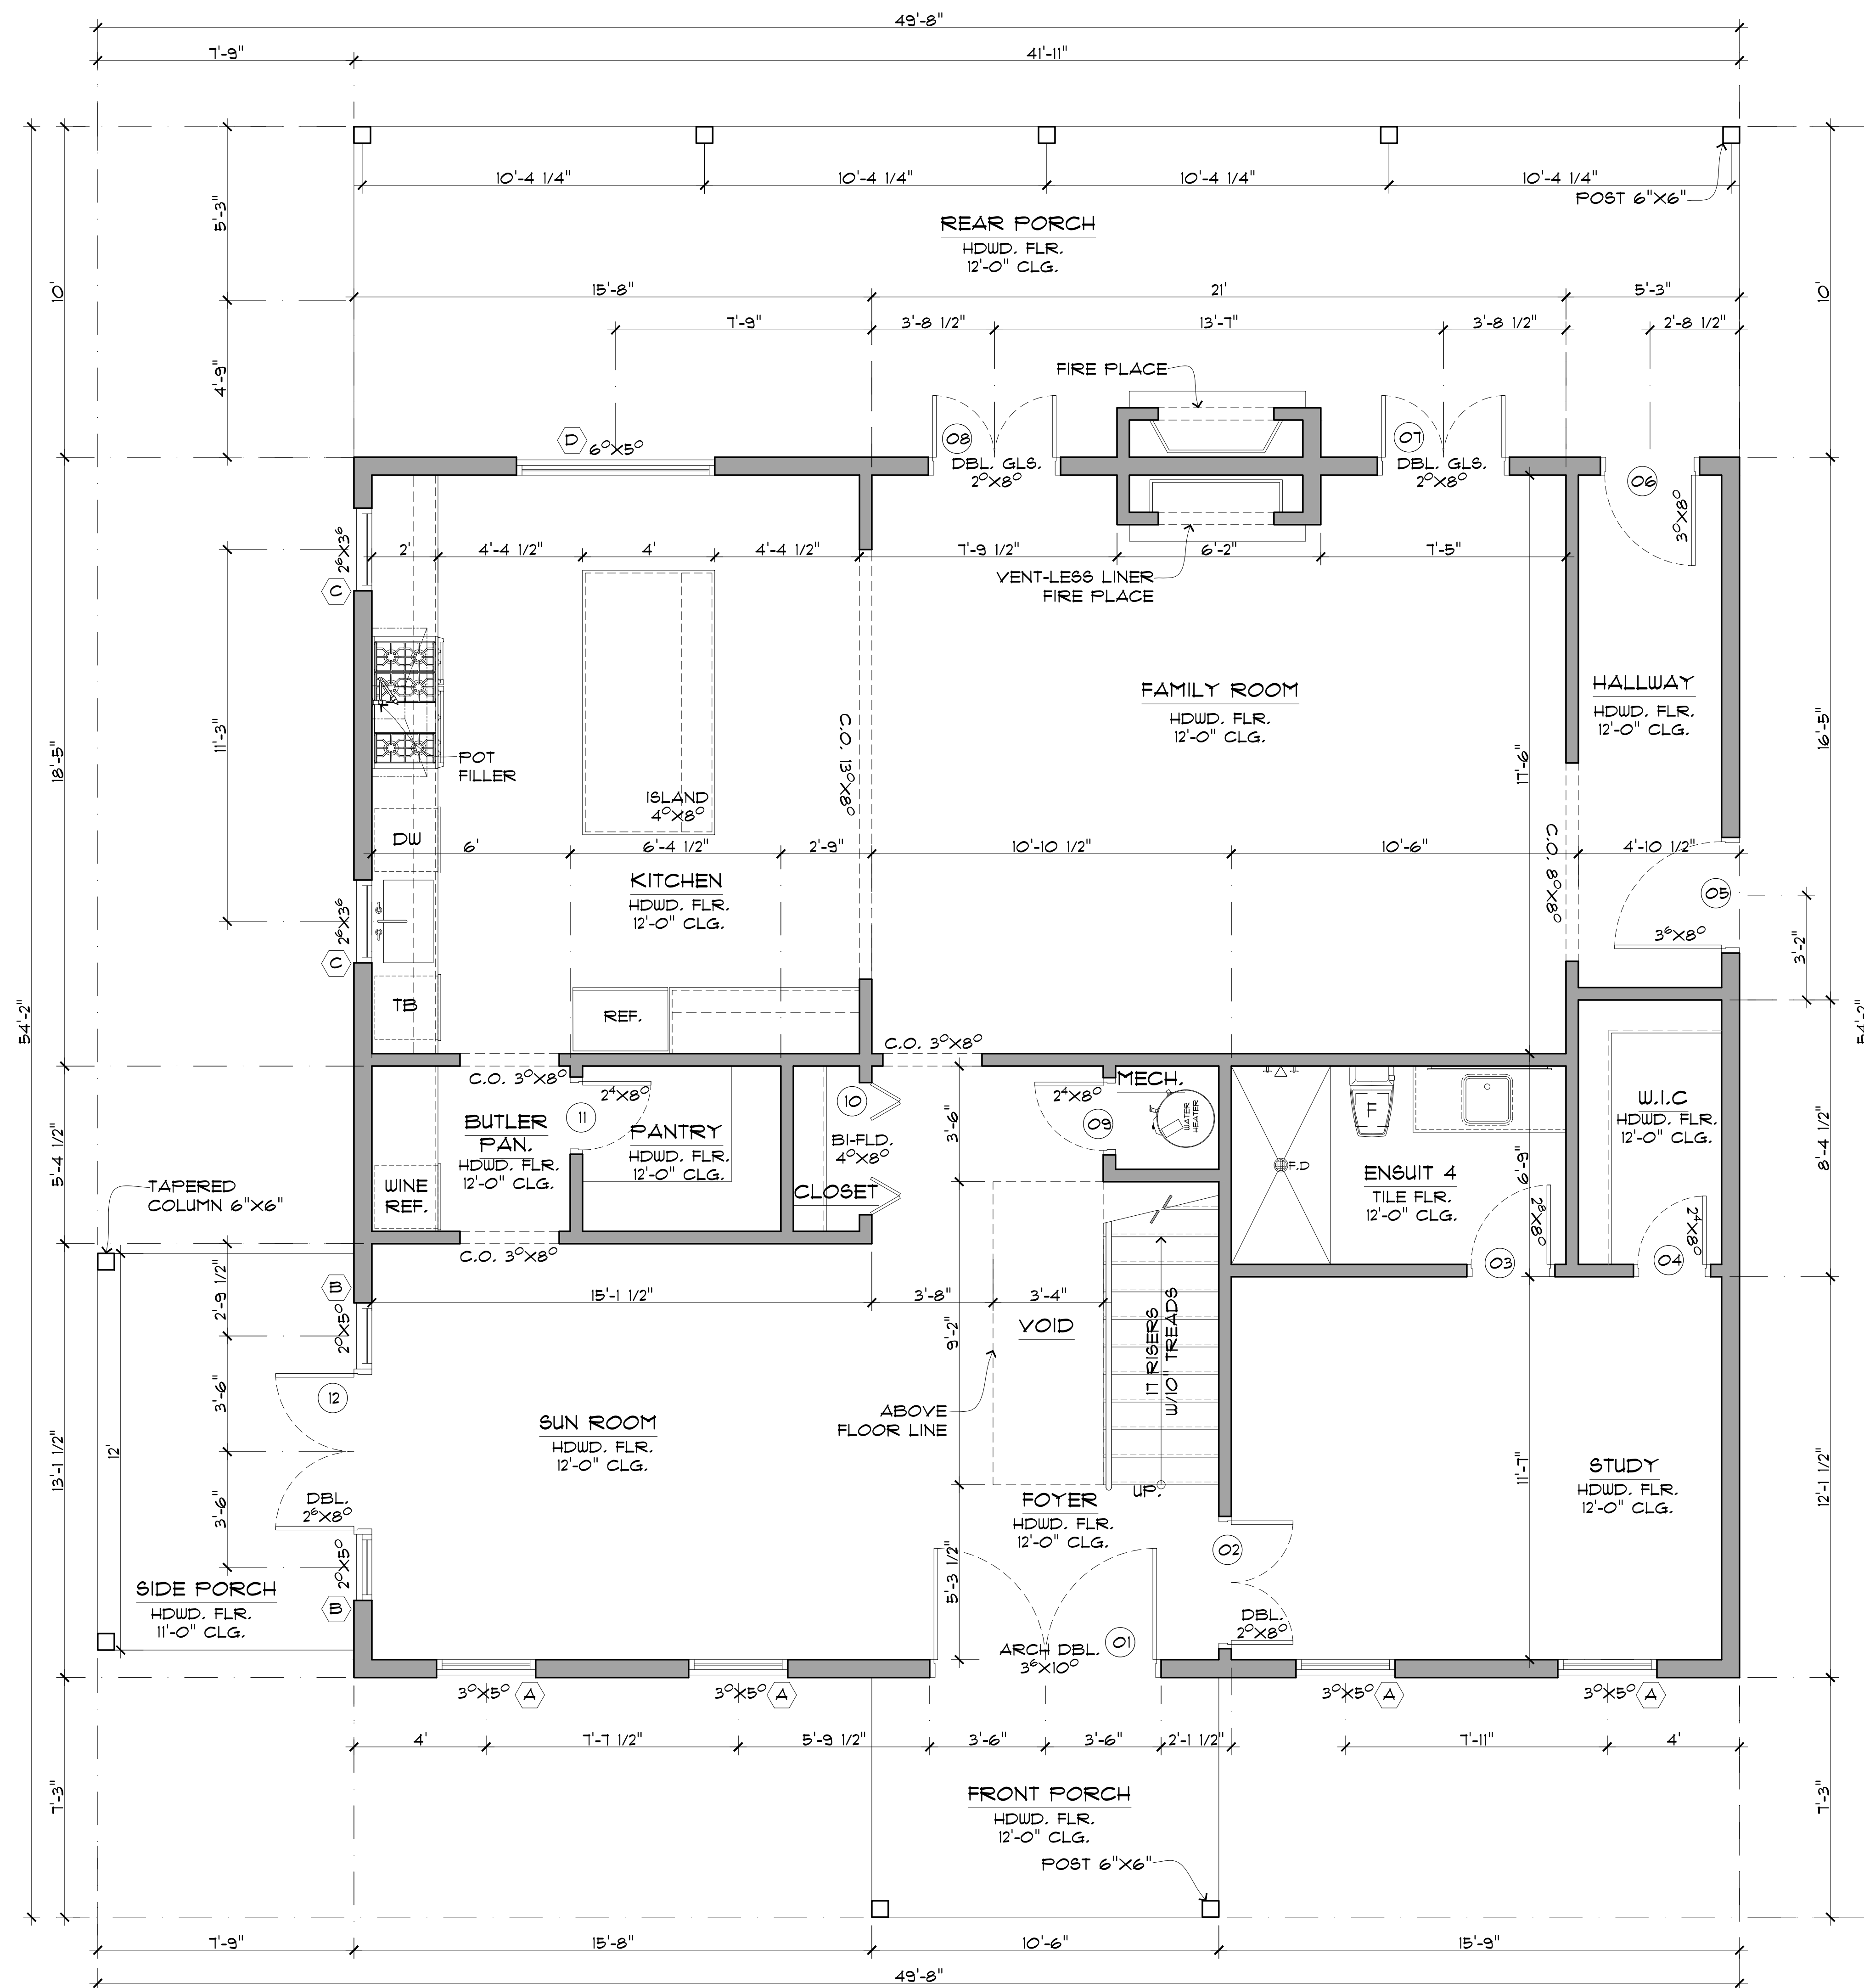 49'-8"
7'-9"
41'-11"
10'-4 1/4"
10'-4 1/4"
10'-4 1/4"
10'-4 1/4"
POST 6"X6"
5'-3"
10'
10'
REAR PORCH
HDWD. FLR.
12'-0" CLG.
15'-8"
21'
5'-3"
7'-9"
3'-8 1/2"
13'-7"
3'-8 1/2"
2'-8 1/2"
4'-9"
FIRE PLACE
D
6⁰X5⁰
08
DBL. GLS.
2⁰X8⁰
07
DBL. GLS.
2⁰X8⁰
06
3⁰X8⁰
2⁶X3⁶
C
2'
4'-4 1/2"
4'
4'-4 1/2"
7'-9 1/2"
6'-2"
7'-5"
VENT-LESS LINER
FIRE PLACE
11'-3"
18'-5"
POT
FILLER
C.O. 13⁰X8⁰
FAMILY ROOM
HDWD. FLR.
12'-0" CLG.
17'-9"
HALLWAY
HDWD. FLR.
12'-0" CLG.
16'-5"
ISLAND
4⁰X8⁰
DW
6'
6'-4 1/2"
2'-9"
10'-10 1/2"
10'-6"
4'-10 1/2"
C.O. 8⁰X8⁰
KITCHEN
HDWD. FLR.
12'-0" CLG.
05
3⁶X8⁰
3'-2"
2⁶X3⁶
C
TB
REF.
54'-2"
54'-2"
C.O. 3⁰X8⁰
C.O. 3⁰X8⁰
2⁴X8⁰
11
BUTLER
PAN.
HDWD. FLR.
12'-0" CLG.
PANTRY
HDWD. FLR.
12'-0" CLG.
10
BI-FLD.
4⁰X8⁰
CLOSET
3'-6"
2⁴X8⁰
09
MECH.
WATER
HEATER
F.D
ENSUIT 4
TILE FLR.
12'-0" CLG.
5'-9"
2⁸X8⁰
03
W.I.C
HDWD. FLR.
12'-0" CLG.
2⁴X8⁰
04
8'-4 1/2"
5'-4 1/2"
WINE
REF.
C.O. 3⁰X8⁰
TAPERED
COLUMN 6"X6"
2'-9 1/2"
B
2⁰X5⁰
15'-1 1/2"
3'-8"
3'-4"
VOID
9'-2"
17 RISERS
W/10" TREADS
3'-6"
12
ABOVE
FLOOR LINE
SUN ROOM
HDWD. FLR.
12'-0" CLG.
12'
13'-1 1/2"
3'-6"
DBL.
2⁶X8⁰
UP.
FOYER
HDWD. FLR.
12'-0" CLG.
11'-7"
STUDY
HDWD. FLR.
12'-0" CLG.
12'-1 1/2"
02
DBL.
2⁰X8⁰
5'-3 1/2"
2⁰X5⁰
B
SIDE PORCH
HDWD. FLR.
11'-0" CLG.
ARCH DBL.
3⁶X10⁰
01
3⁰X5⁰ A
3⁰X5⁰ A
3⁰X5⁰ A
3⁰X5⁰ A
4'
7'-7 1/2"
5'-9 1/2"
3'-6"
3'-6"
2'-1 1/2"
7'-11"
4'
7'-3"
7'-3"
FRONT PORCH
HDWD. FLR.
12'-0" CLG.
POST 6"X6"
7'-9"
15'-8"
10'-6"
15'-9"
49'-8"